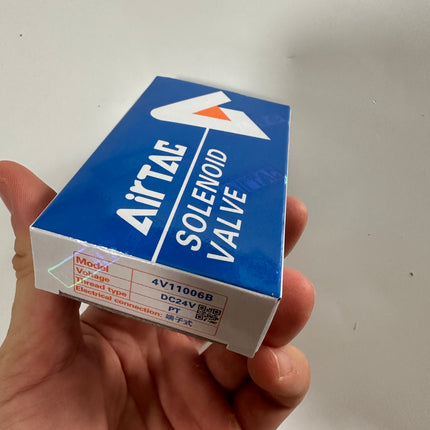 AirTAC
SOLENOID
VALVE
Model 4V11006B
Voltage DC24V
Thread type PT
Electrical connection: 端子式